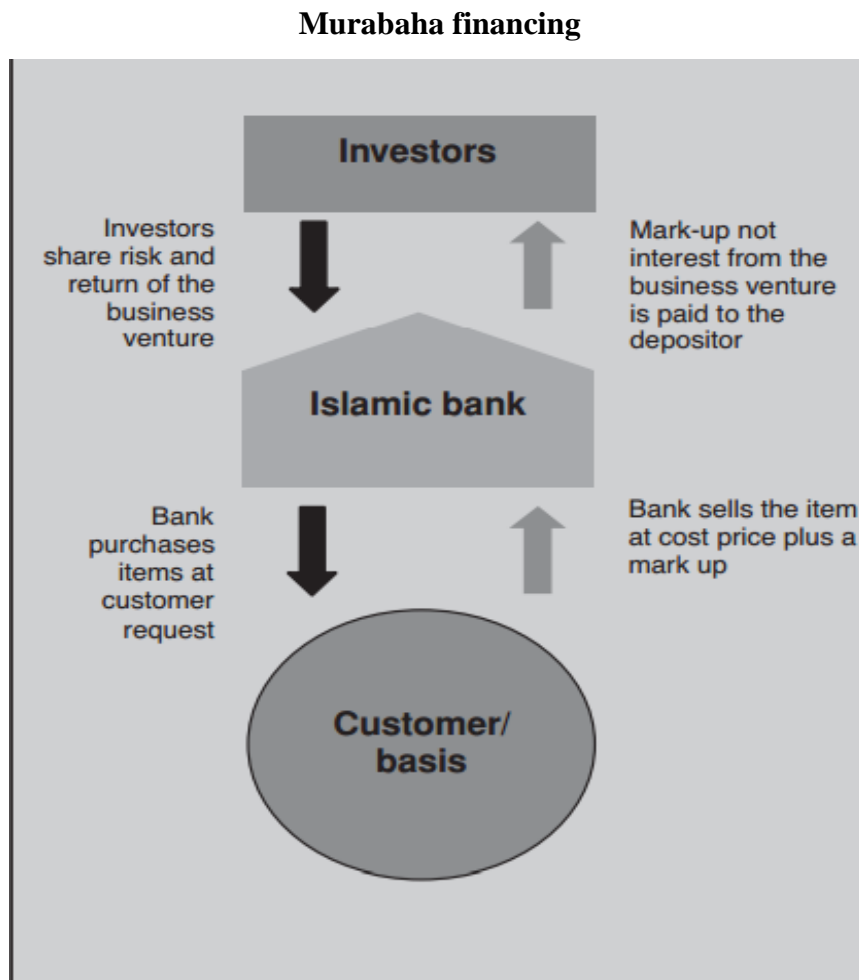 Murabaha financing
Investors
Investors
share risk and
return of the
business
venture
Mark-up not
interest from the
business venture
is paid to the
depositor
Islamic bank
Bank
purchases
items at
customer
request
Bank sells the item
at cost price plus a
mark up
Customer/
basis